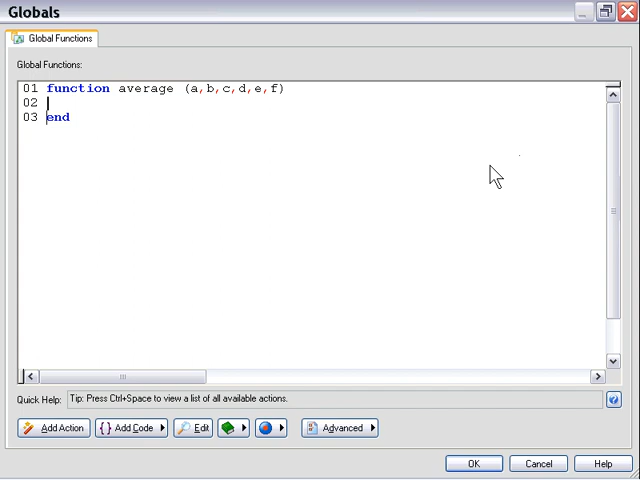 Globals
Global Functions
Global Functions:
01 function average (a,b,c,d,e,f)
02
03 end
Quick Help: Tip: Press Ctrl+Space to view a list of all available actions.
Add Action { } Add Code Edit Advanced
OK Cancel Help